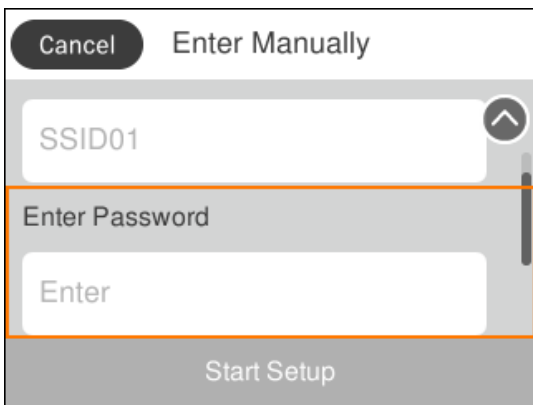 Cancel Enter Manually
SSID01
Enter Password
Enter
Start Setup